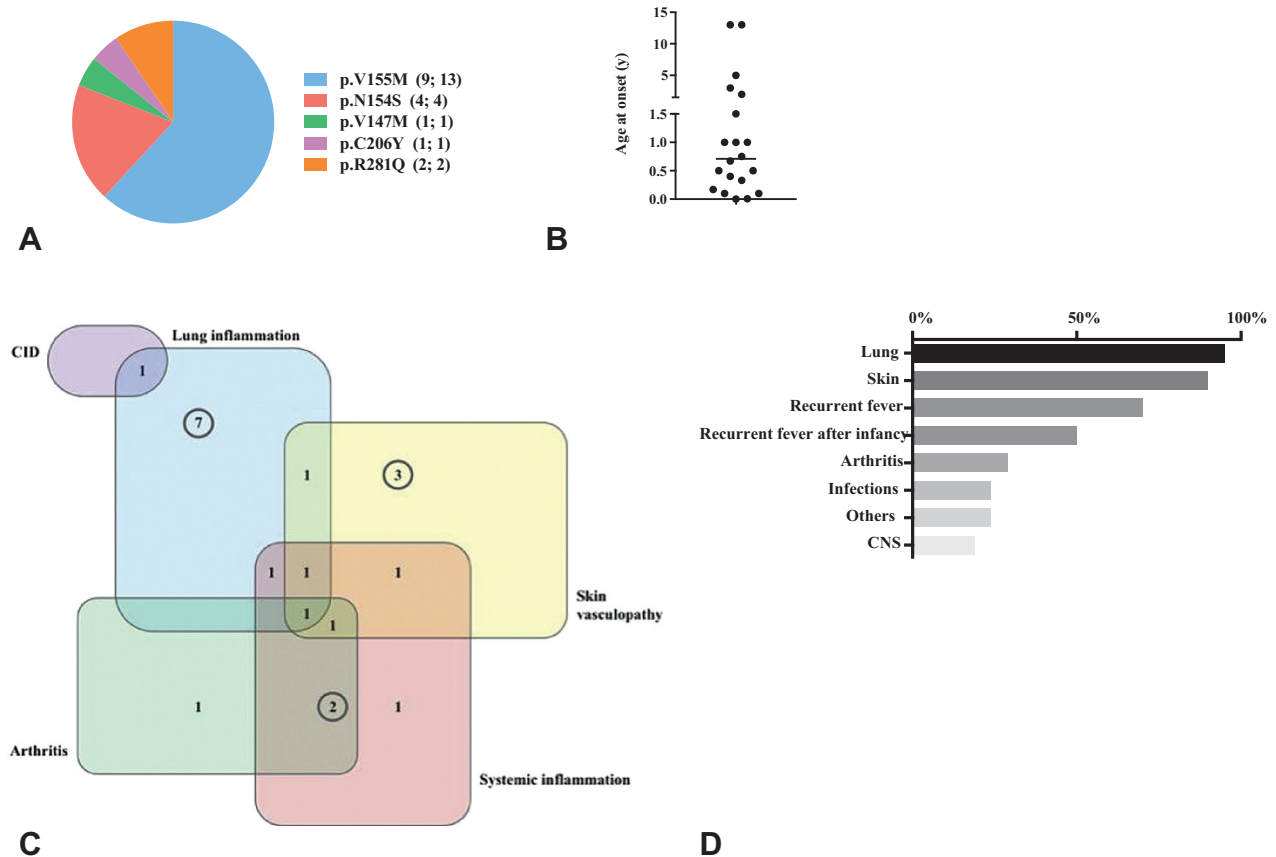 p.V155M (9; 13)
p.N154S (4; 4)
p.V147M (1; 1)
p.C206Y (1; 1)
p.R281Q (2; 2)
A
Age at onset (y)
15
10
5
1.5
1.0
0.5
0.0
B
CID
Lung inflammation
1
7
1
3
1
1
1
Skin
vasculopathy
1
1
1
2
1
Arthritis
Systemic inflammation
C
0%
50%
100%
Lung
Skin
Recurrent fever
Recurrent fever after infancy
Arthritis
Infections
Others
CNS
D